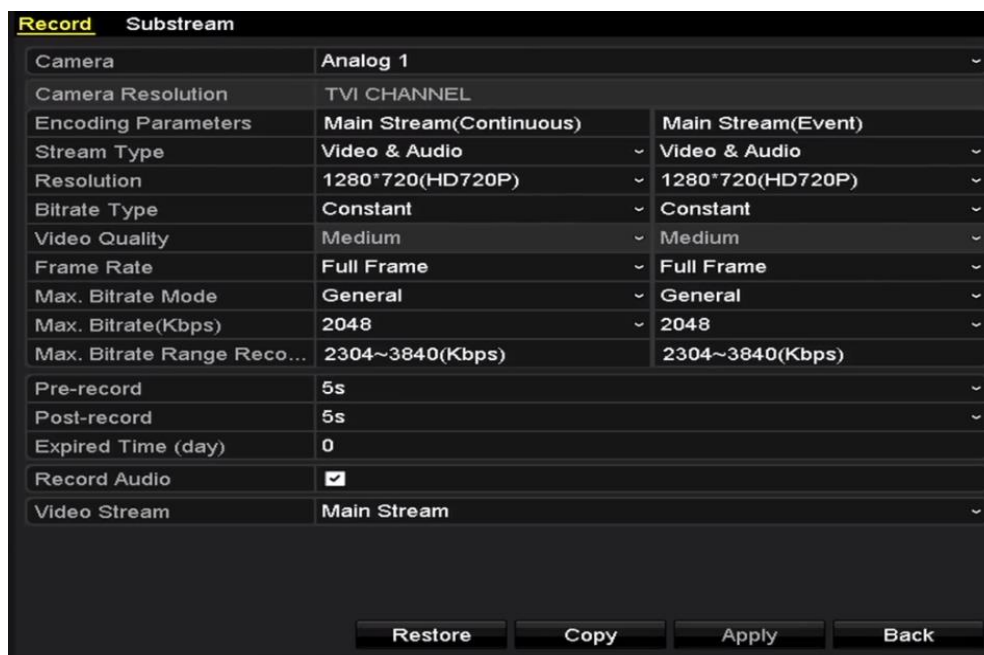 Record Substream
Camera Analog 1
Camera Resolution TVI CHANNEL
Encoding Parameters Main Stream(Continuous) Main Stream(Event)
Stream Type Video & Audio Video & Audio
Resolution 1280*720(HD720P) 1280*720(HD720P)
Bitrate Type Constant Constant
Video Quality Medium Medium
Frame Rate Full Frame Full Frame
Max. Bitrate Mode General General
Max. Bitrate(Kbps) 2048 2048
Max. Bitrate Range Reco... 2304~3840(Kbps) 2304~3840(Kbps)
Pre-record 5s
Post-record 5s
Expired Time (day) 0
Record Audio
Video Stream Main Stream
Restore Copy Apply Back